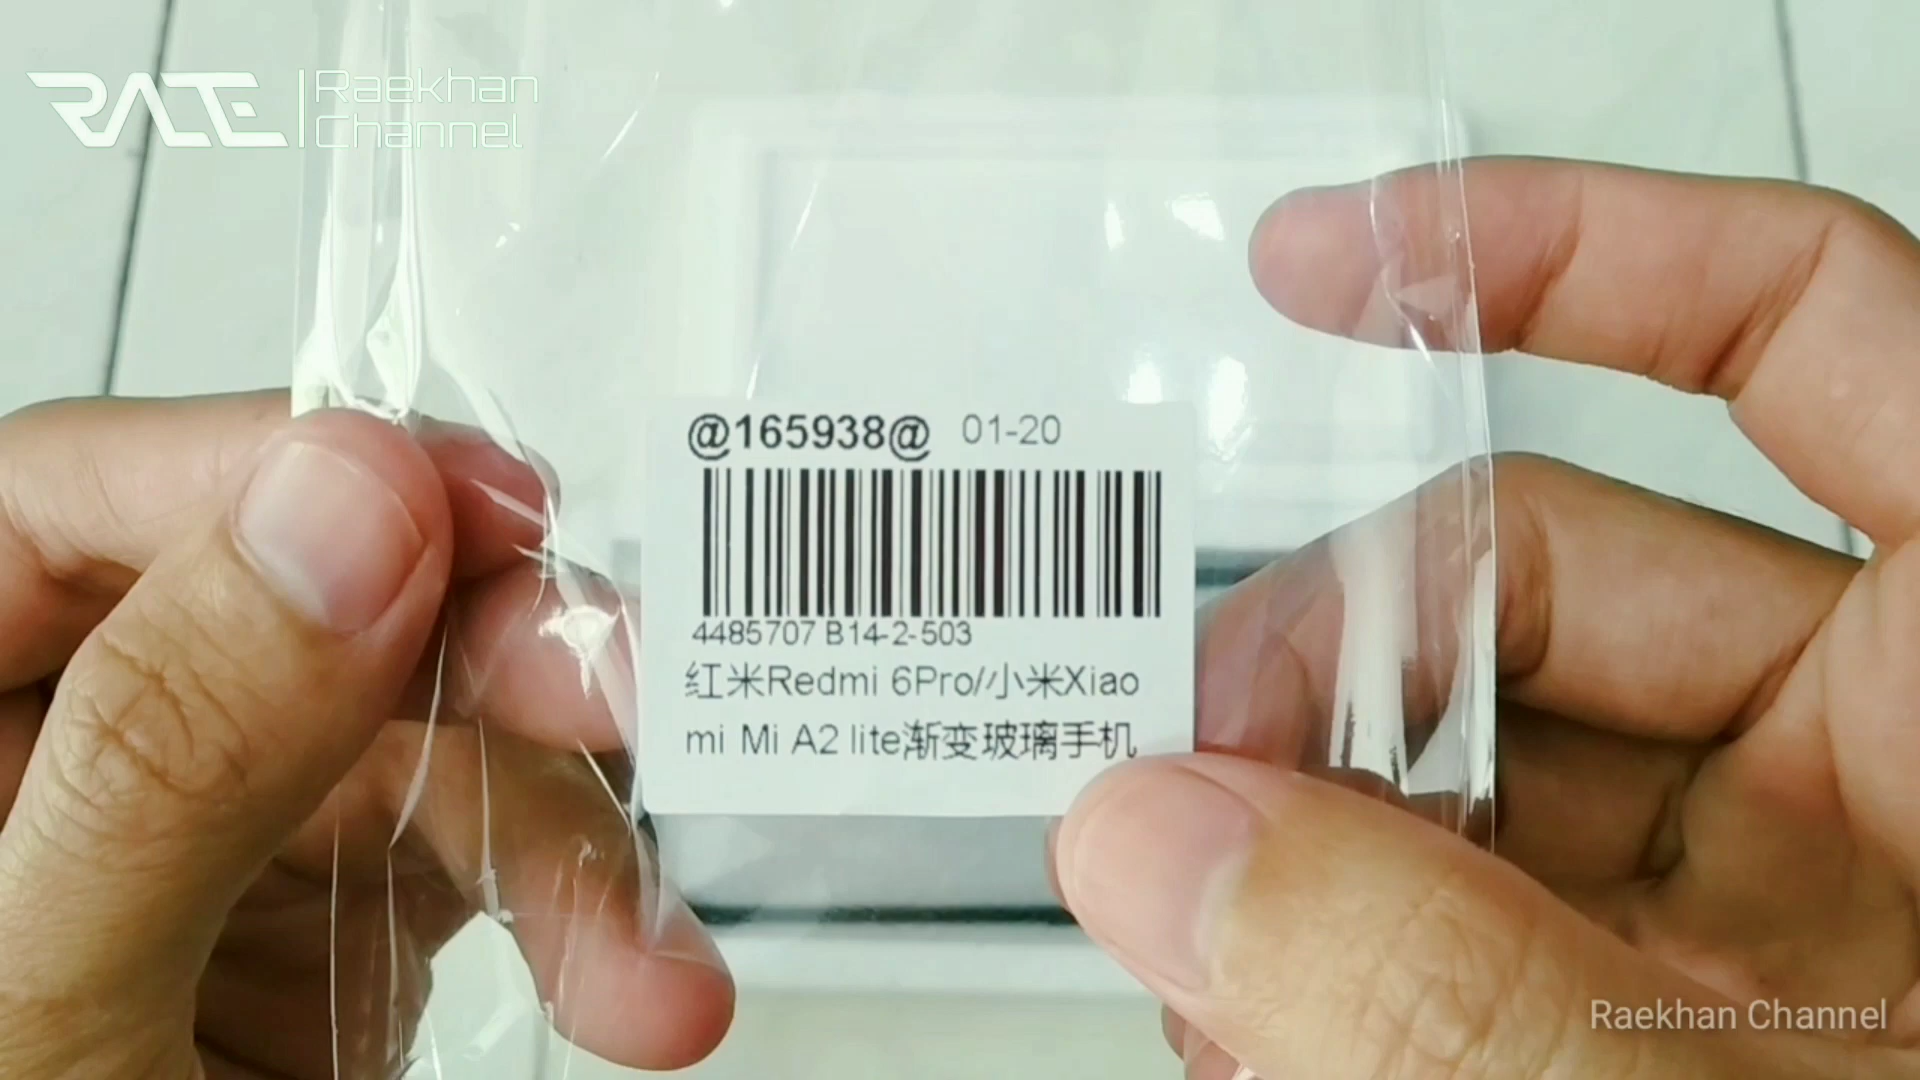 RACE
Raekhan
Channel
@165938@ 01-20
4485707 B14-2-503
红米Redmi 6Pro/小米Xiao
mi Mi A2 lite渐变玻璃手机
Raekhan Channel